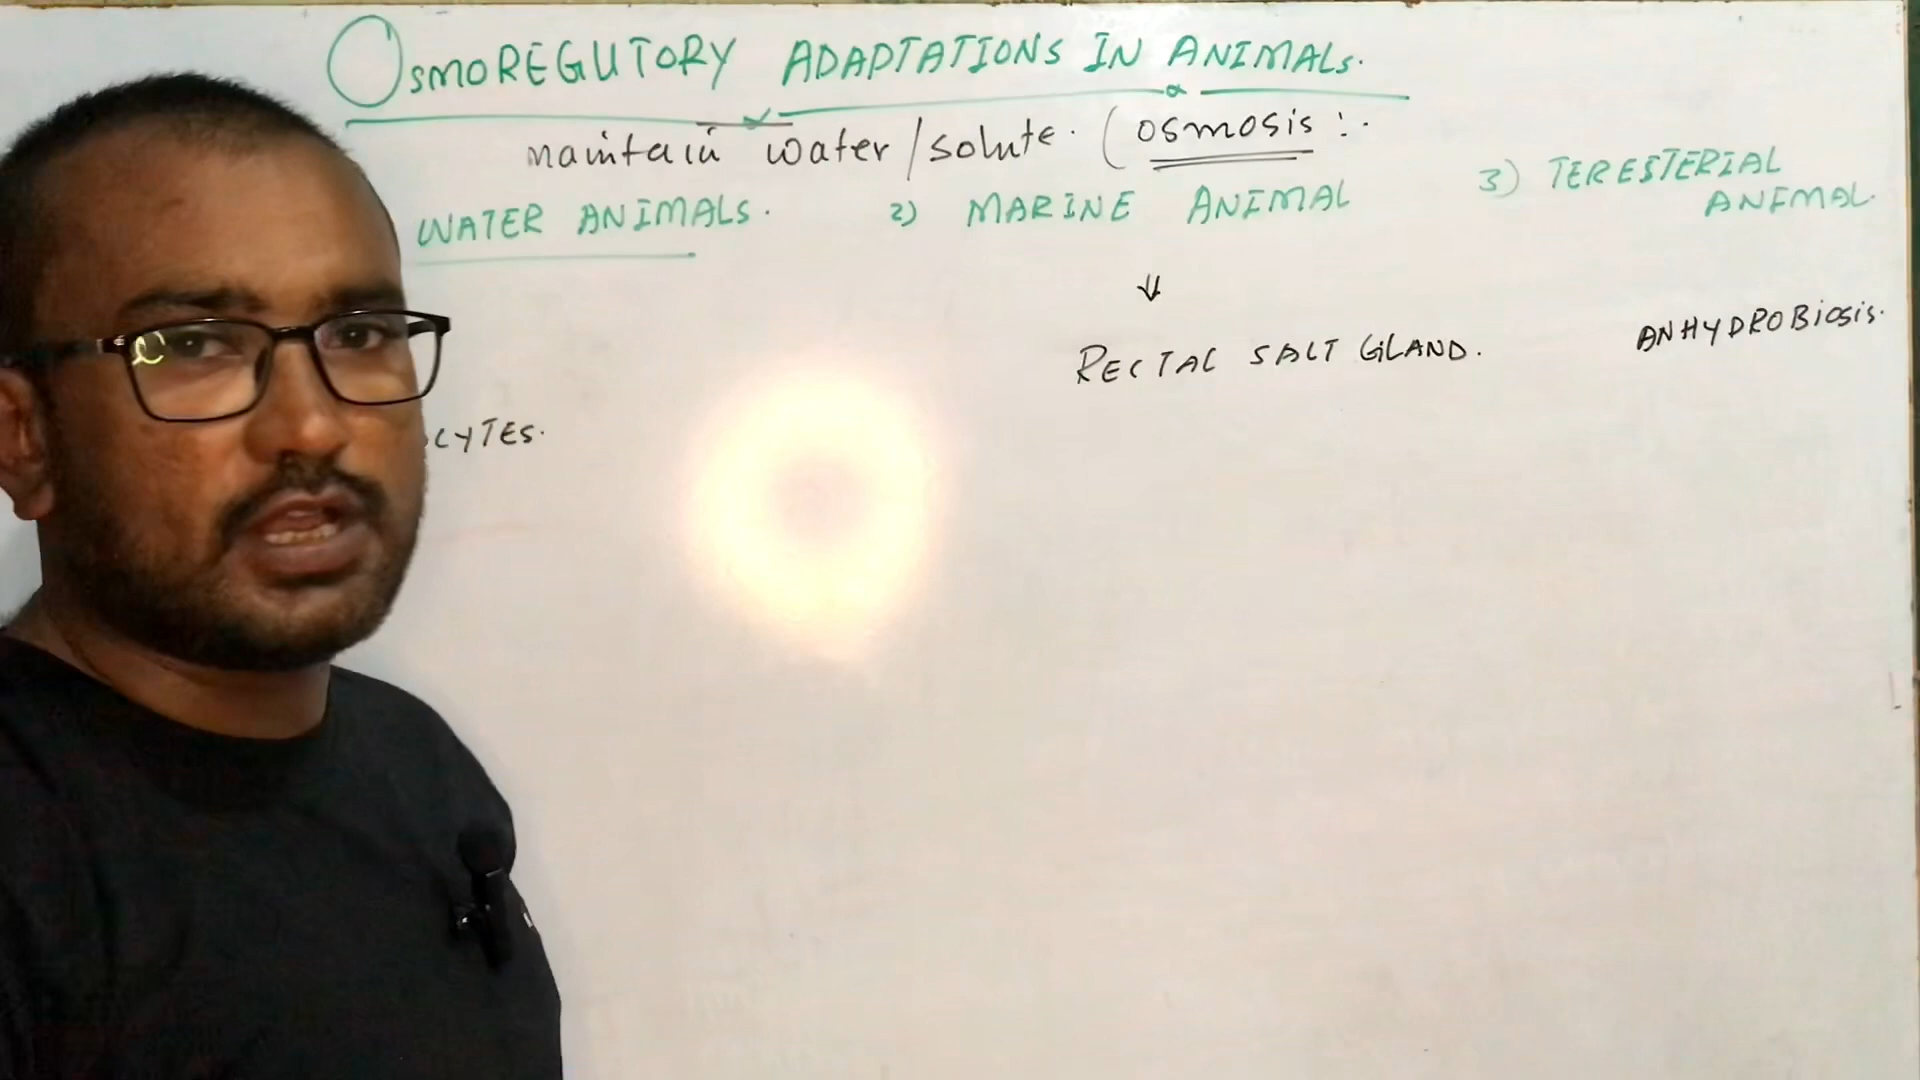 OSMOREGUTORY ADAPTATIONS IN ANIMALS.
maintain water/solute. (osmosis :.
WATER ANIMALS. 2) MARINE ANIMAL 3) TERESTERIAL ANIMAL.
RECTAL SALT GLAND. ANHYDROBIOSIS.
CYTES.